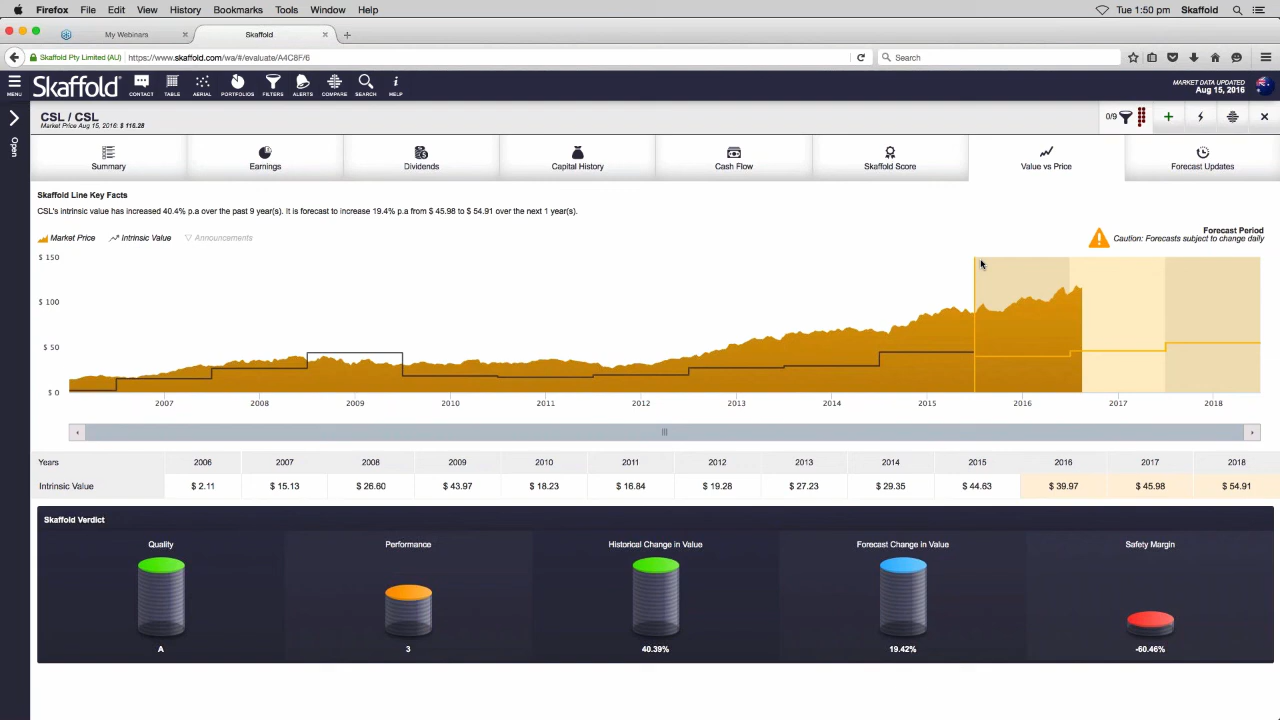 Firefox File Edit View History Bookmarks Tools Window Help Tue 1:50 pm Skaffold
My Webinars Skaffold
Skaffold Pty Limited (AU) https://www.skaffold.com/wa/#/evaluate/A4C8F/6 Search
Skaffold
MENU CONTACT TABLE AERIAL PORTFOLIOS FILTERS ALERTS COMPARE SEARCH HELP
MARKET DATA UPDATED
Aug 15, 2016
CSL / CSL
Market Price Aug 15, 2016: $ 116.28
0/9
Open
Summary Earnings Dividends Capital History Cash Flow Skaffold Score Value vs Price Forecast Updates
Skaffold Line Key Facts
CSL's intrinsic value has increased 40.4% p.a over the past 9 year(s). It is forecast to increase 19.4% p.a from $ 45.98 to $ 54.91 over the next 1 year(s).
Market Price Intrinsic Value Announcements
Forecast Period
Caution: Forecasts subject to change daily
$ 150
$ 100
$ 50
$ 0
2007 2008 2009 2010 2011 2012 2013 2014 2015 2016 2017 2018
Years 2006 2007 2008 2009 2010 2011 2012 2013 2014 2015 2016 2017 2018
Intrinsic Value $ 2.11 $ 15.13 $ 26.60 $ 43.97 $ 18.23 $ 16.84 $ 19.28 $ 27.23 $ 29.35 $ 44.63 $ 39.97 $ 45.98 $ 54.91
Skaffold Verdict
Quality Performance Historical Change in Value Forecast Change in Value Safety Margin
A 3 40.39% 19.42% -60.46%